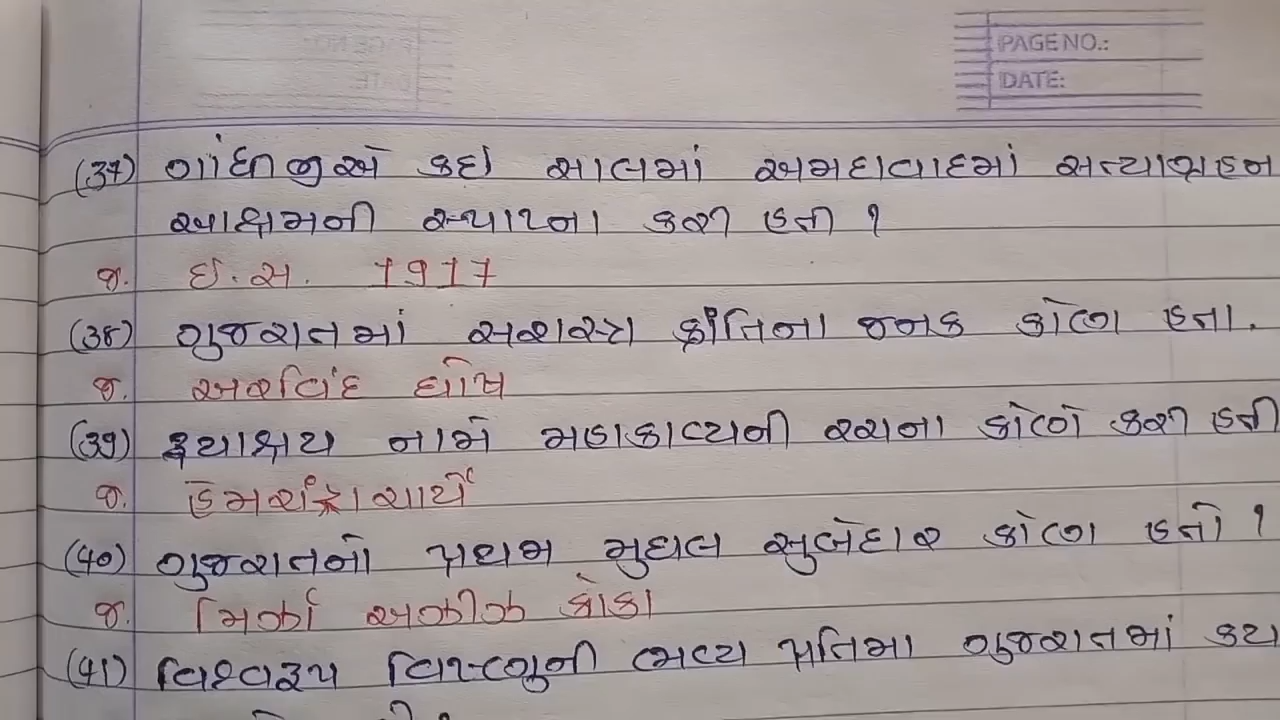 PAGE NO.:
DATE:
(37) ગાંધીજીએ કઈ સાલમાં અમદાવાદમાં સત્યાગ્રહન
આશ્રમની સ્થાપના કરી હતી ?
જ. ઈ.સ. 1917
(38) ગુજરાતમાં સશસ્ત્ર ક્રાંતિના જનક કોણ હતા.
જ. અરવિંદ ઘોષ
(39) દ્વયાશ્રય નામે મહાકાવ્યની રચના કોણે કરી હતી
જ. હેમચંદ્રાચાર્ય
(40) ગુજરાતનો પ્રથમ મુઘલ સુબેદાર કોણ હતો ?
જ. મિર્ઝા અઝીઝ કોકા
(41) વિશ્વરૂપ વિષ્ણુની ભવ્ય પ્રતિમા ગુજરાતમાં કયા